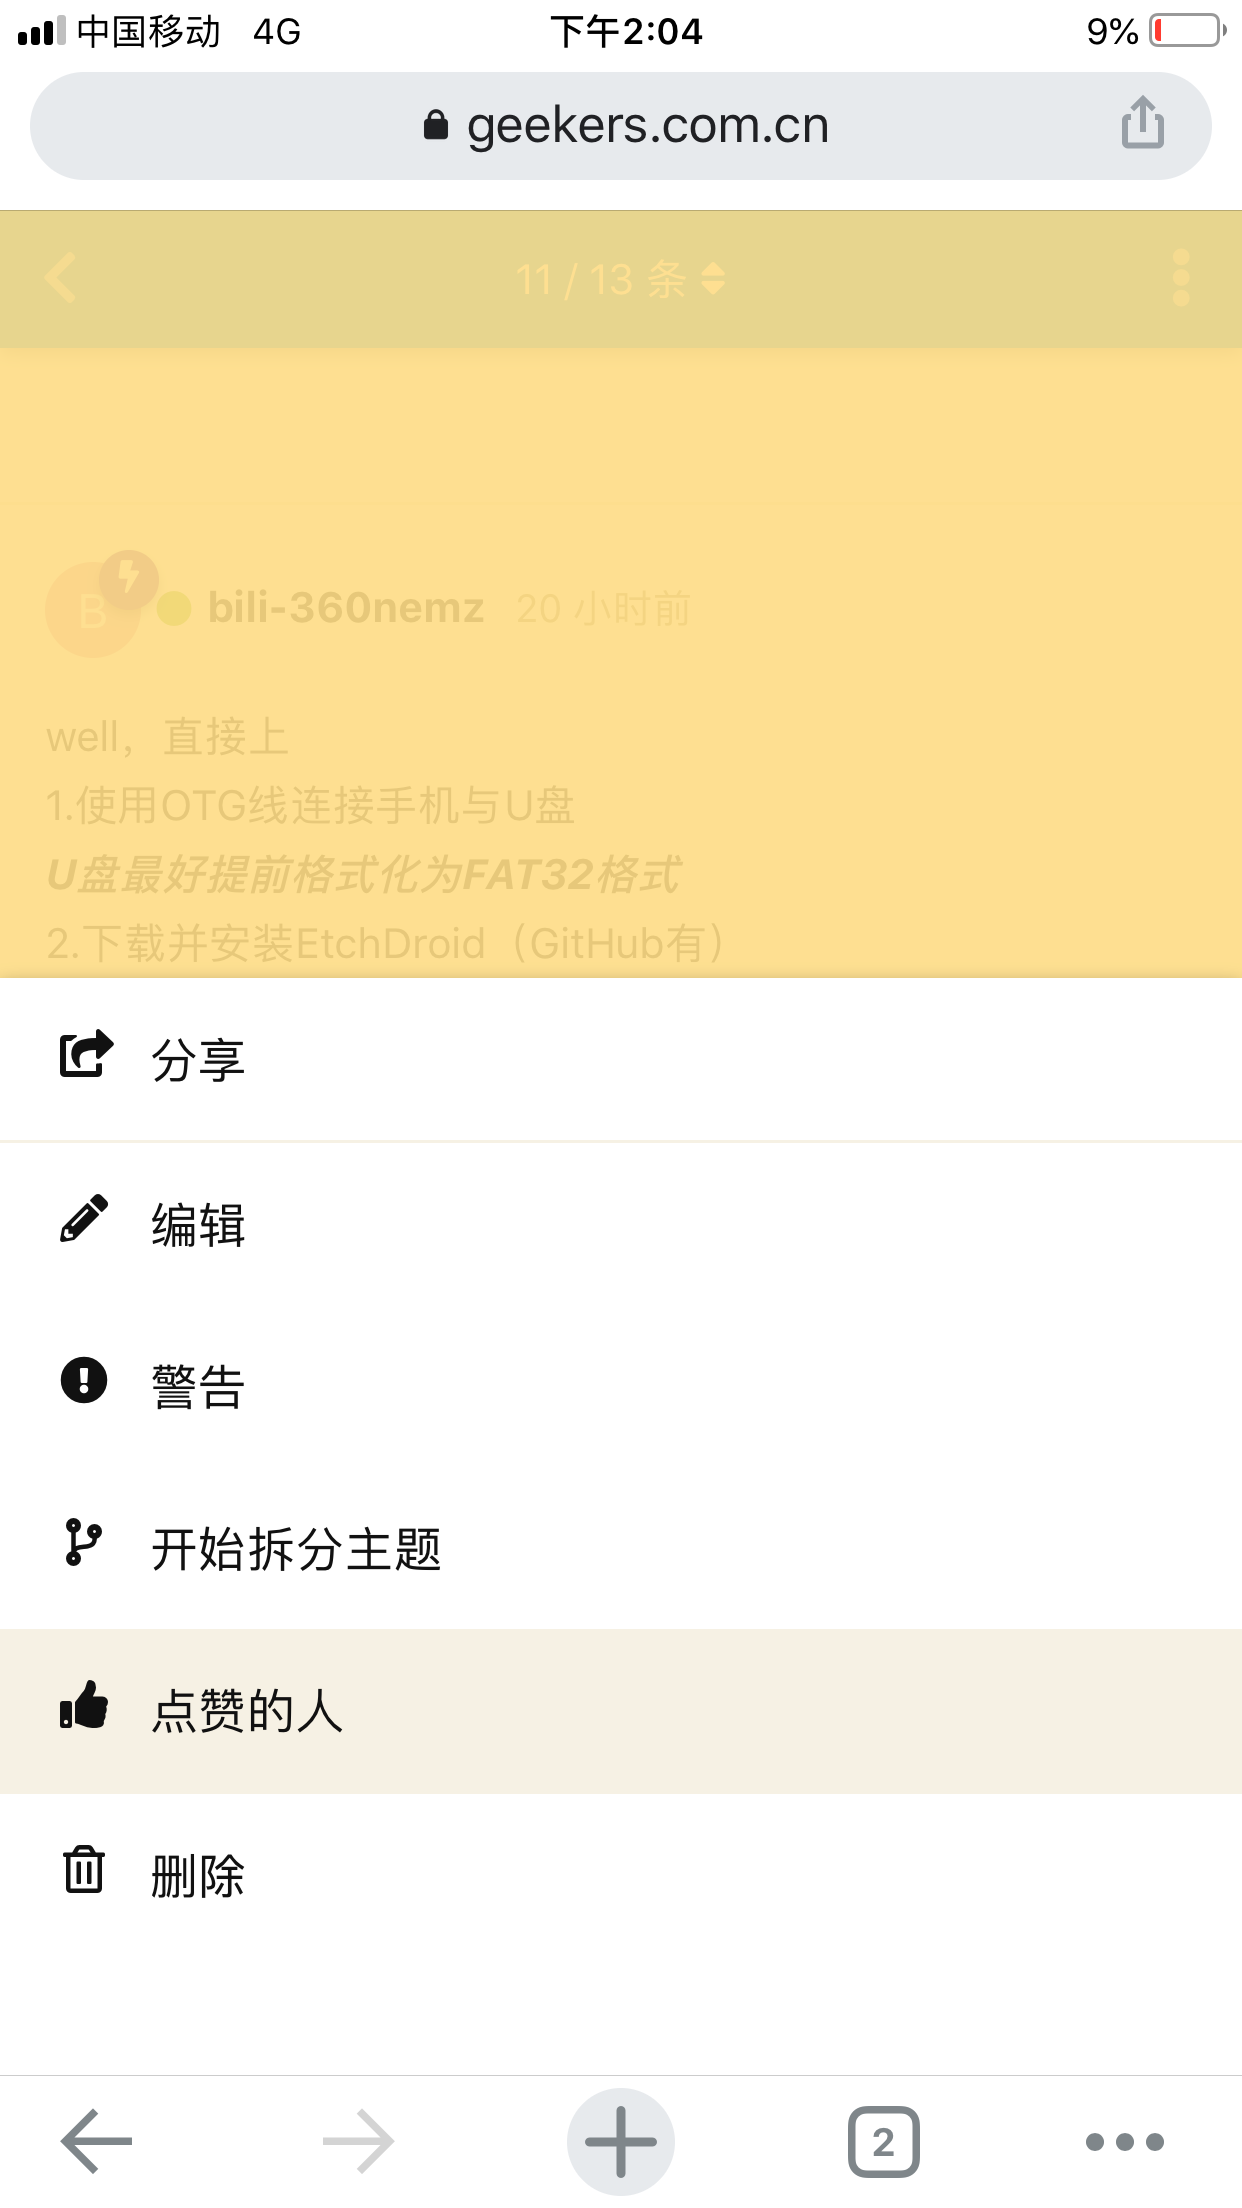 中国移动 4G 下午2:04 9%
geekers.com.cn
11 / 13 条
B bili-360nemz 20 小时前
well，直接上
1.使用OTG线连接手机与U盘
U盘最好提前格式化为FAT32格式
2.下载并安装EtchDroid（GitHub有）
分享
编辑
警告
开始拆分主题
点赞的人
删除
2